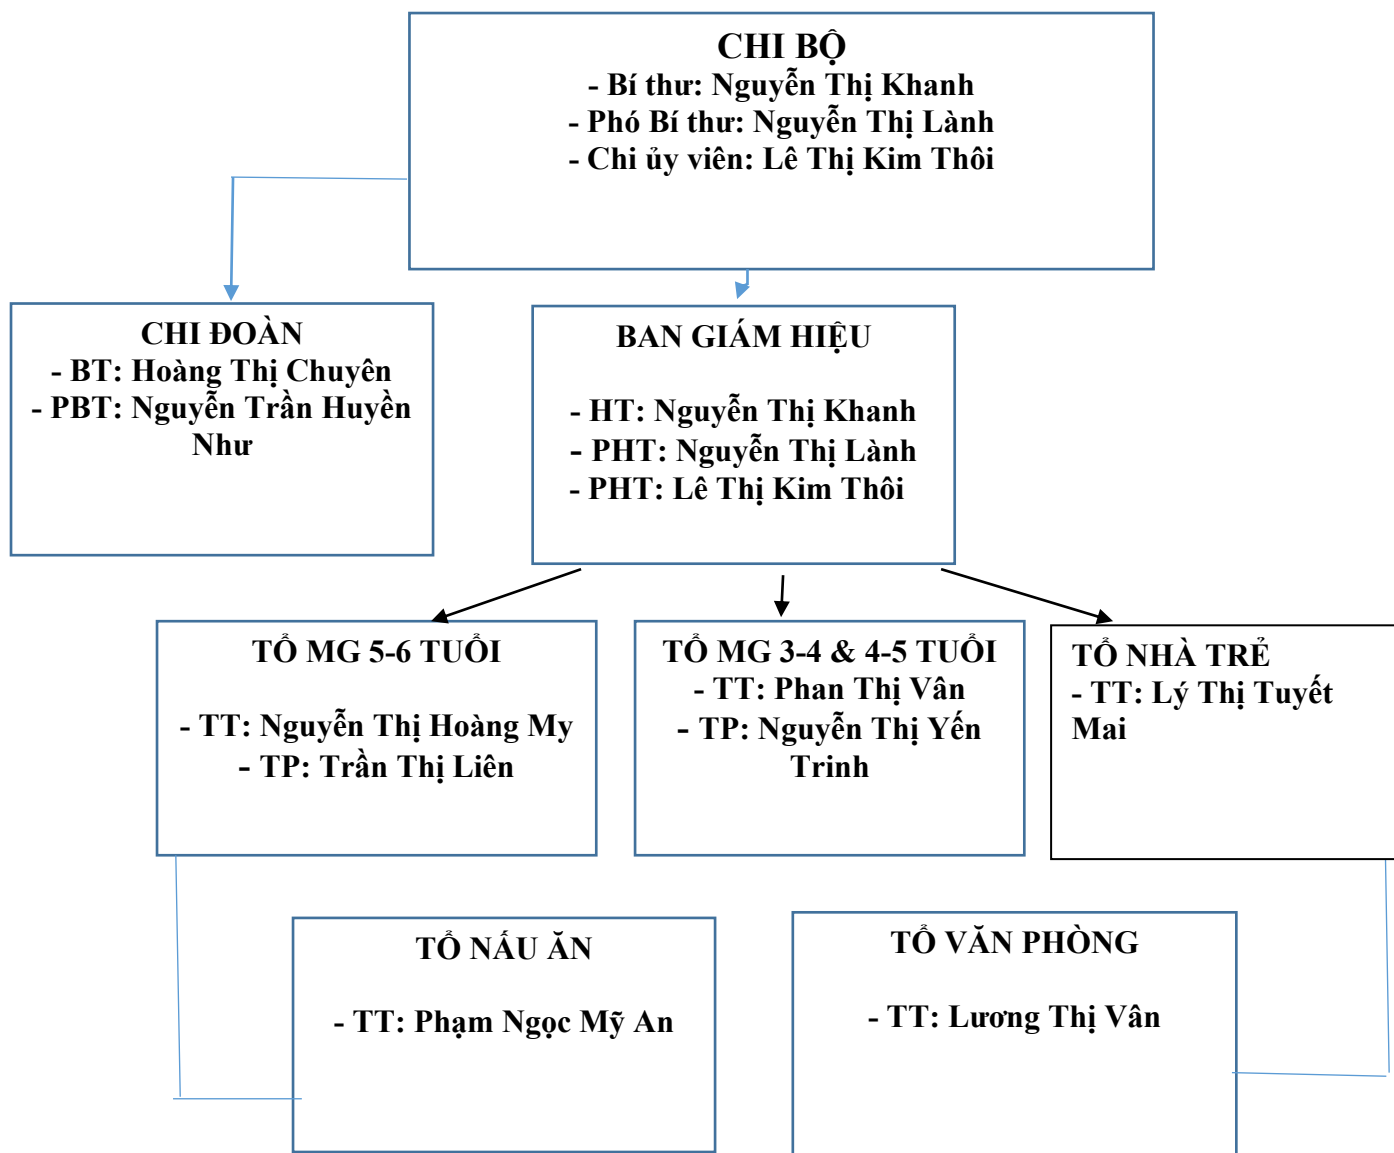 CHI BỘ
- Bí thư: Nguyễn Thị Khanh
- Phó Bí thư: Nguyễn Thị Lành
- Chi ủy viên: Lê Thị Kim Thôi
CHI ĐOÀN
- BT: Hoàng Thị Chuyên
- PBT: Nguyễn Trần Huyền
Như
BAN GIÁM HIỆU
- HT: Nguyễn Thị Khanh
- PHT: Nguyễn Thị Lành
- PHT: Lê Thị Kim Thôi
TỔ MG 5-6 TUỔI
- TT: Nguyễn Thị Hoàng My
- TP: Trần Thị Liên
TỔ MG 3-4 & 4-5 TUỔI
- TT: Phan Thị Vân
- TP: Nguyễn Thị Yến
Trinh
TỔ NHÀ TRẺ
- TT: Lý Thị Tuyết
Mai
TỔ NẤU ĂN
- TT: Phạm Ngọc Mỹ An
TỔ VĂN PHÒNG
- TT: Lương Thị Vân